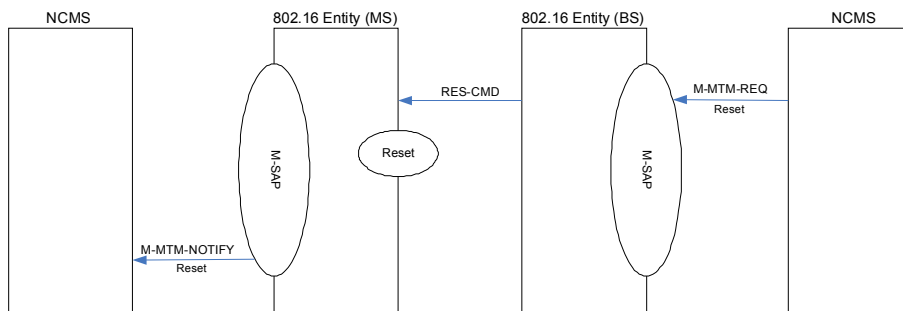 NCMS
802.16 Entity (MS)
802.16 Entity (BS)
NCMS
RES-CMD
M-MTM-REQ
Reset
Reset
M-SAP
M-SAP
M-MTM-NOTIFY
Reset